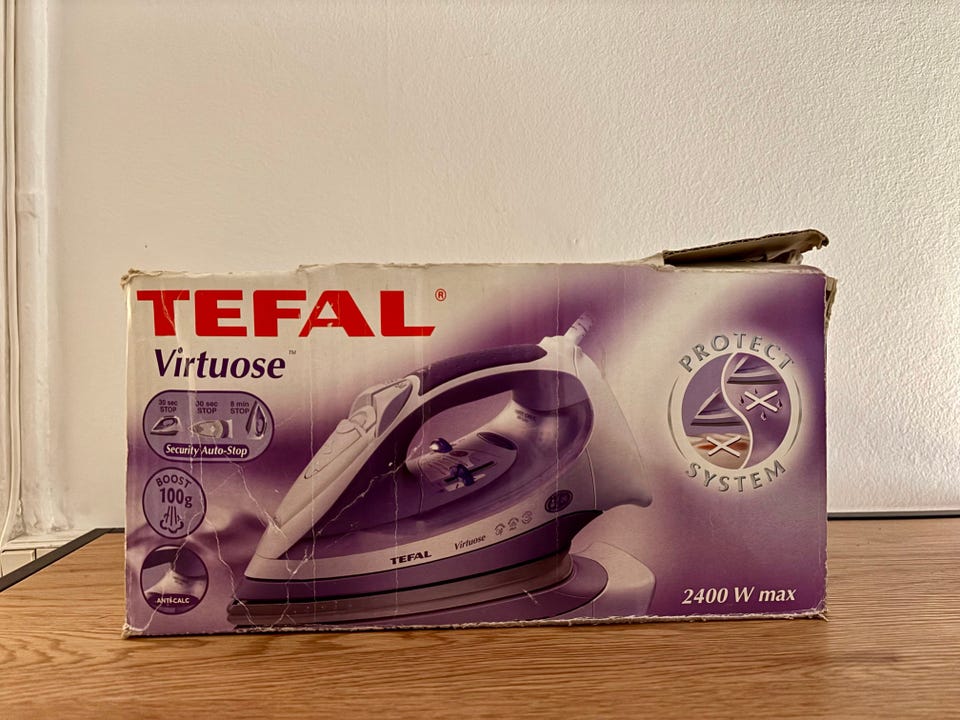 TEFAL®
Virtuose™
30 sec STOP
30 sec STOP
8 min STOP
Security Auto-Stop
BOOST
100g
ANTI-CALC
TEFAL
Virtuose
PROTECT
SYSTEM
2400 W max